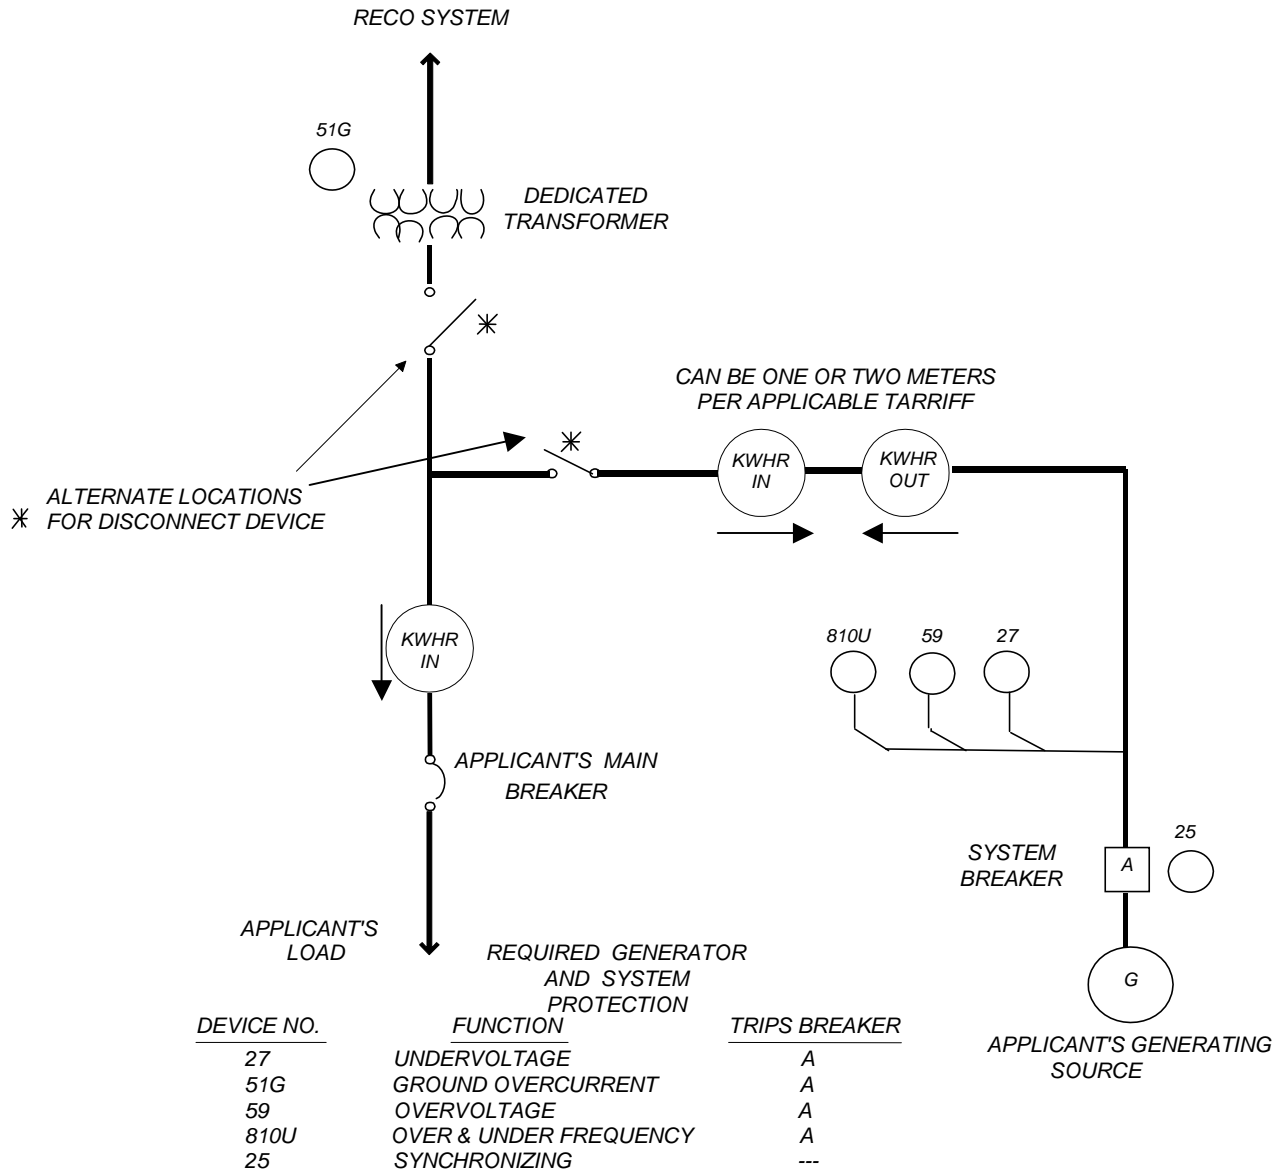 RECO SYSTEM
51G
DEDICATED
TRANSFORMER
CAN BE ONE OR TWO METERS
PER APPLICABLE TARRIFF
KWHR
IN
KWHR
OUT
ALTERNATE LOCATIONS
FOR DISCONNECT DEVICE
KWHR
IN
810U
59
27
APPLICANT'S MAIN
BREAKER
SYSTEM
BREAKER
A
25
G
APPLICANT'S GENERATING
SOURCE
APPLICANT'S
LOAD
REQUIRED GENERATOR
AND SYSTEM
PROTECTION
DEVICE NO. FUNCTION TRIPS BREAKER
27 UNDERVOLTAGE A
51G GROUND OVERCURRENT A
59 OVERVOLTAGE A
810U OVER & UNDER FREQUENCY A
25 SYNCHRONIZING ---